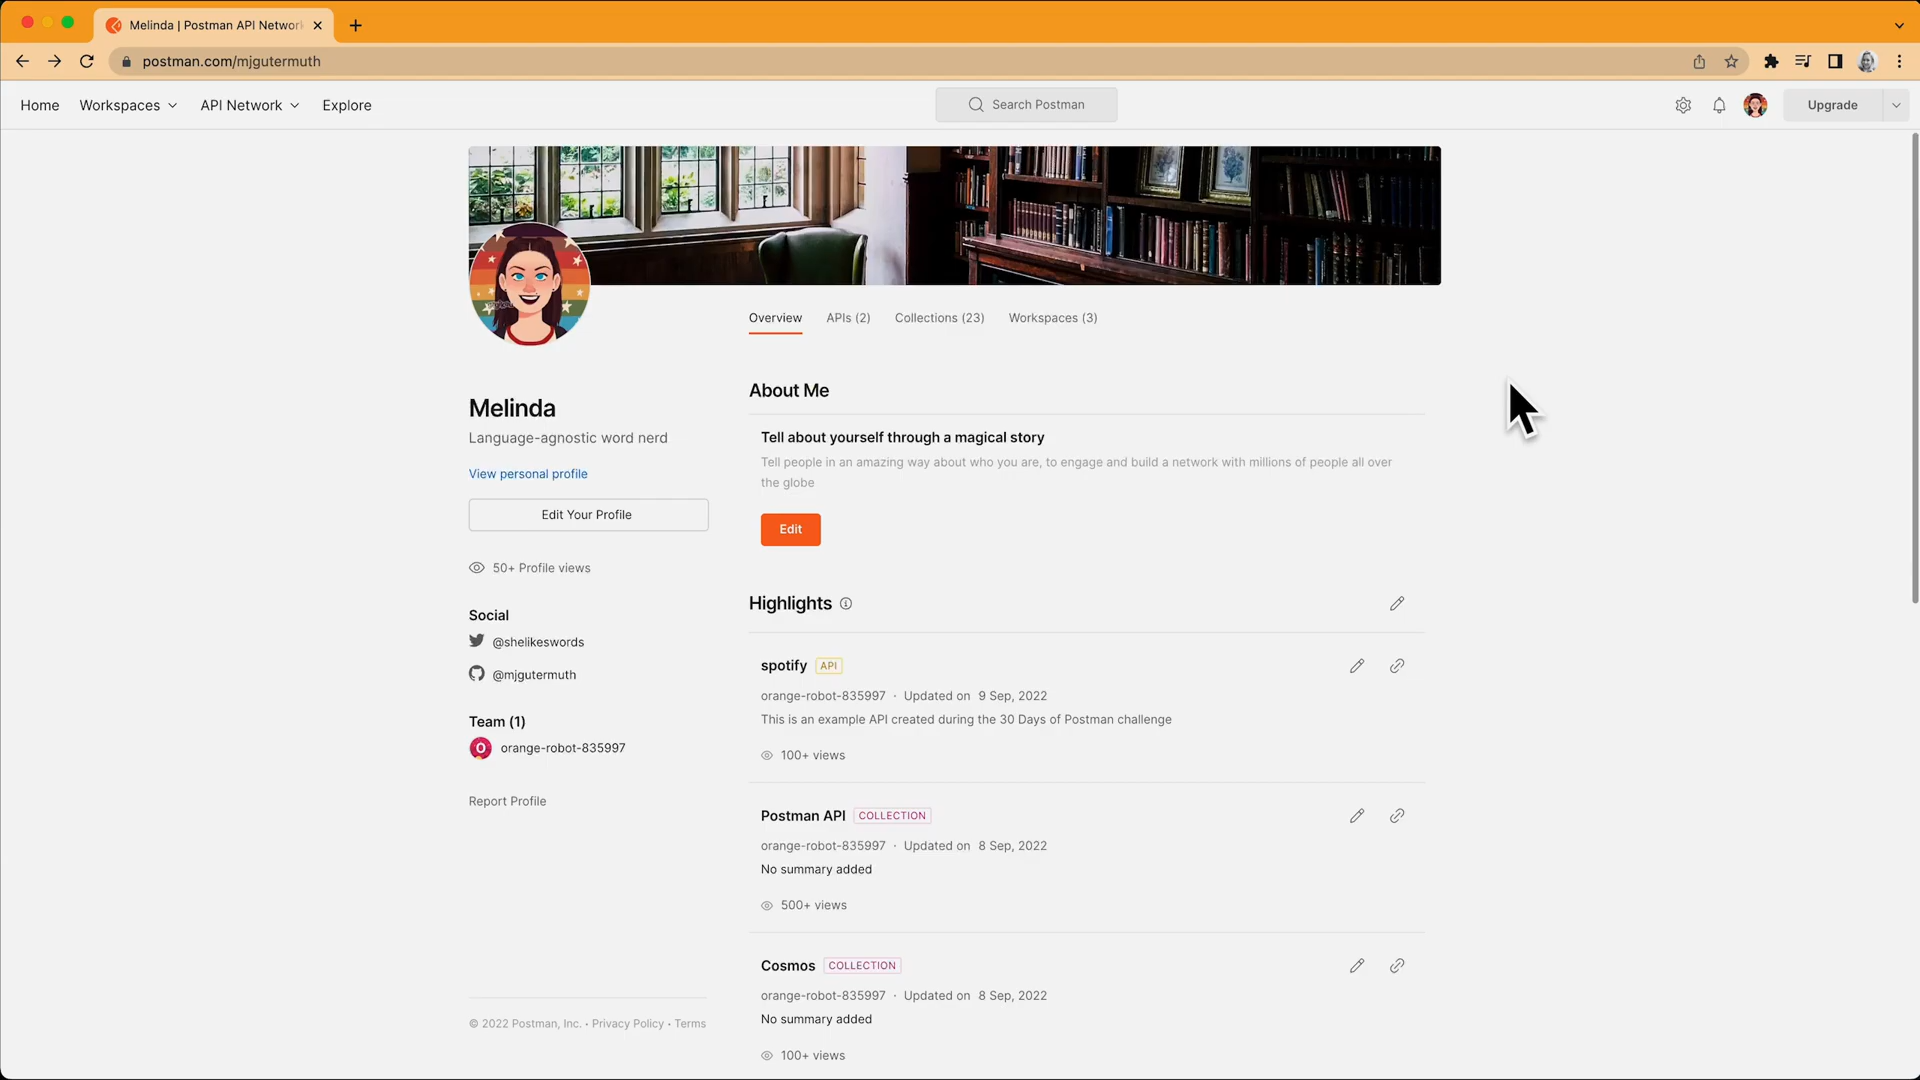 Melinda | Postman API Networ
postman.com/mjgutermuth
Home
Workspaces
API Network
Explore
Search Postman
Upgrade
Overview
APIs (2)
Collections (23)
Workspaces (3)
Melinda
Language-agnostic word nerd
View personal profile
Edit Your Profile
50+ Profile views
Social
@shelikeswords
@mjgutermuth
Team (1)
O
orange-robot-835997
Report Profile
© 2022 Postman, Inc. · Privacy Policy · Terms
About Me
Tell about yourself through a magical story
Tell people in an amazing way about who you are, to engage and build a network with millions of people all over
the globe
Edit
Highlights
spotify API
orange-robot-835997 · Updated on 9 Sep, 2022
This is an example API created during the 30 Days of Postman challenge
100+ views
Postman API COLLECTION
orange-robot-835997 · Updated on 8 Sep, 2022
No summary added
500+ views
Cosmos COLLECTION
orange-robot-835997 · Updated on 8 Sep, 2022
No summary added
100+ views